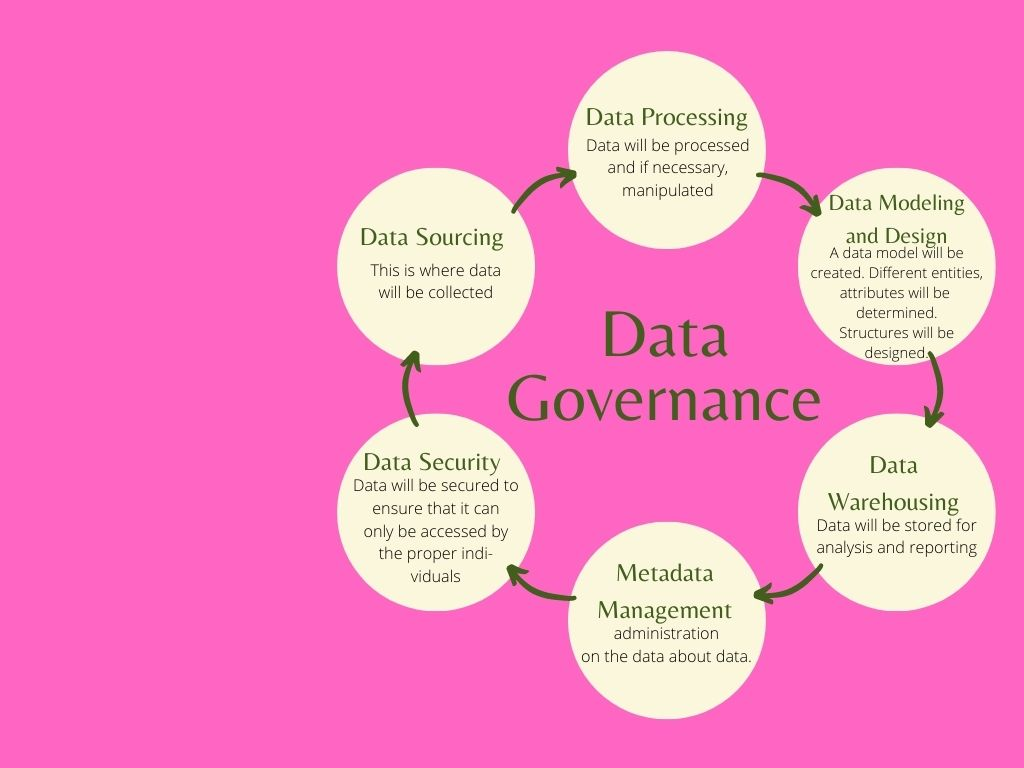 Data Processing
Data will be processed
and if necessary,
manipulated
Data Modeling
and Design
A data model will be
created. Different entities,
attributes will be
determined.
Structures will be
designed.
Data
Warehousing
Data will be stored for
analysis and reporting
Metadata
Management
administration
on the data about data.
Data Security
Data will be secured to
ensure that it can
only be accessed by
the proper indi-
viduals
Data Sourcing
This is where data
will be collected
Data
Governance